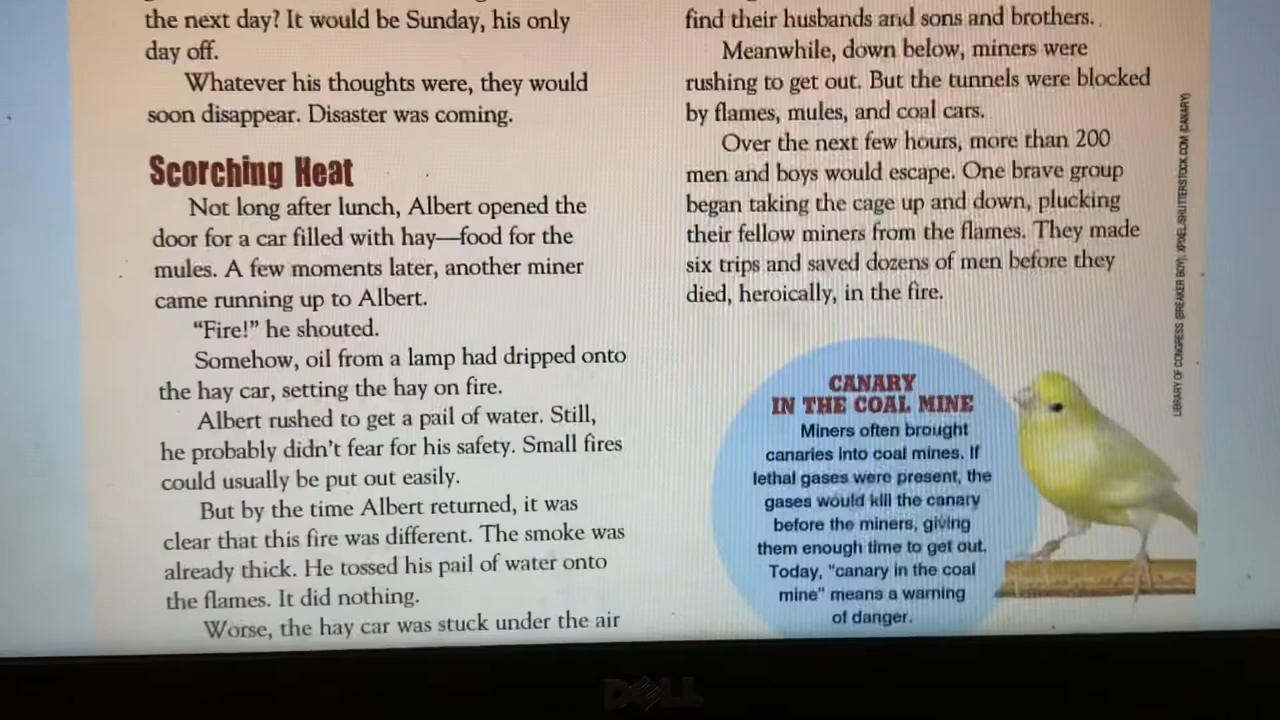 the next day? It would be Sunday, his only
day off.
Whatever his thoughts were, they would
soon disappear. Disaster was coming.
Scorching Heat
Not long after lunch, Albert opened the
door for a car filled with hay—food for the
mules. A few moments later, another miner
came running up to Albert.
“Fire!” he shouted.
Somehow, oil from a lamp had dripped onto
the hay car, setting the hay on fire.
Albert rushed to get a pail of water. Still,
he probably didn’t fear for his safety. Small fires
could usually be put out easily.
But by the time Albert returned, it was
clear that this fire was different. The smoke was
already thick. He tossed his pail of water onto
the flames. It did nothing.
Worse, the hay car was stuck under the air
find their husbands and sons and brothers.
Meanwhile, down below, miners were
rushing to get out. But the tunnels were blocked
by flames, mules, and coal cars.
Over the next few hours, more than 200
men and boys would escape. One brave group
began taking the cage up and down, plucking
their fellow miners from the flames. They made
six trips and saved dozens of men before they
died, heroically, in the fire.
CANARY
IN THE COAL MINE
Miners often brought
canaries into coal mines. If
lethal gases were present, the
gases would kill the canary
before the miners, giving
them enough time to get out.
Today, "canary in the coal
mine" means a warning
of danger.
LIBRARY OF CONGRESS (BREAKER BOY); XPIXEL/SHUTTERSTOCK.COM (CANARY)
DELL